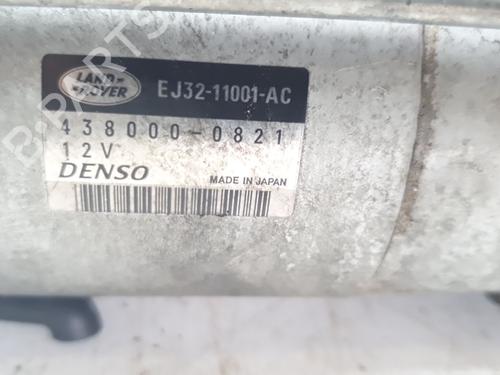 LAND-
ROVER
EJ32-11001-AC
438000-0821
12V
DENSO
MADE IN JAPAN